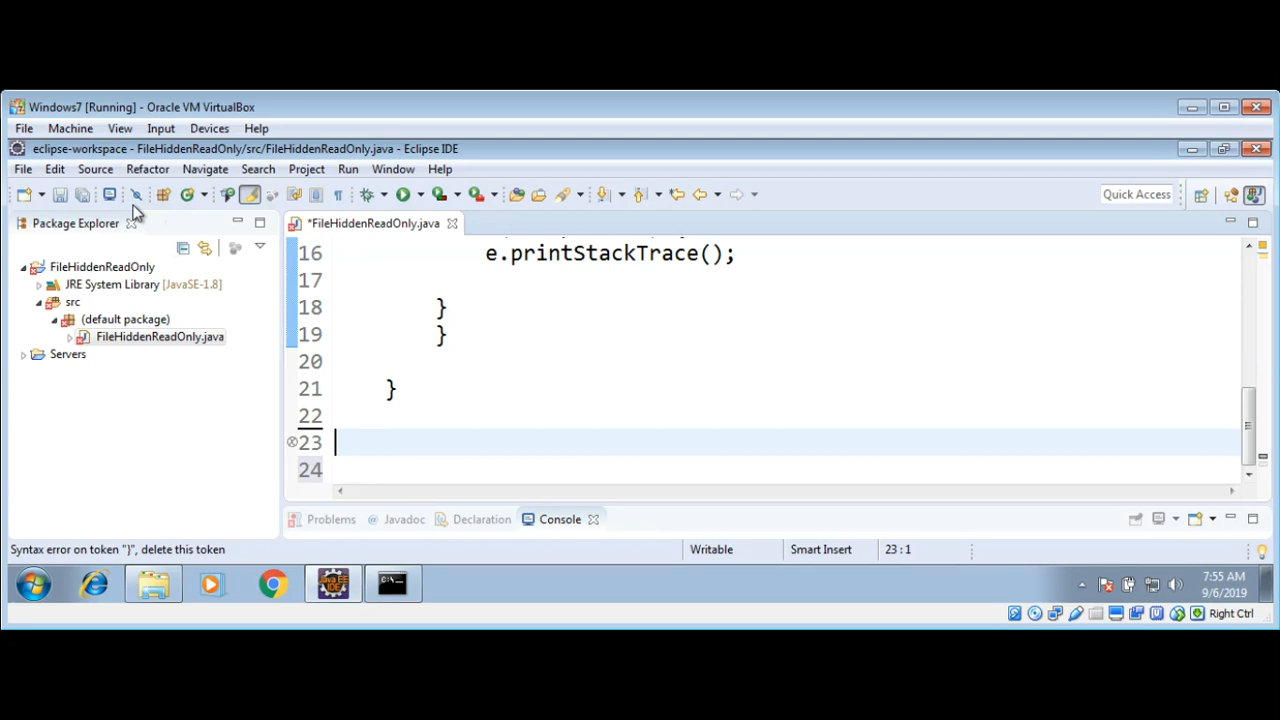 Windows7 [Running] - Oracle VM VirtualBox
File Machine View Input Devices Help
eclipse-workspace - FileHiddenReadOnly/src/FileHiddenReadOnly.java - Eclipse IDE
File Edit Source Refactor Navigate Search Project Run Window Help
Quick Access
Package Explorer
*FileHiddenReadOnly.java
FileHiddenReadOnly
JRE System Library [JavaSE-1.8]
src
(default package)
FileHiddenReadOnly.java
Servers
16 e.printStackTrace();
17
18 }
19 }
20
21 }
22
23
24
Problems @ Javadoc Declaration Console
Syntax error on token "}", delete this token
Writable Smart Insert 23 : 1
Java EE
IDE
C:\.
7:55 AM
9/6/2019
Right Ctrl